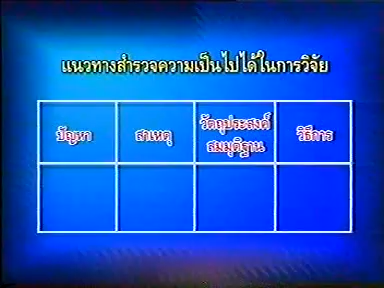 แนวทางสำรวจความเป็นไปได้ในการวิจัย
ปัญหา
สาเหตุ
วัตถุประสงค์
สมมุติฐาน
วิธีการ